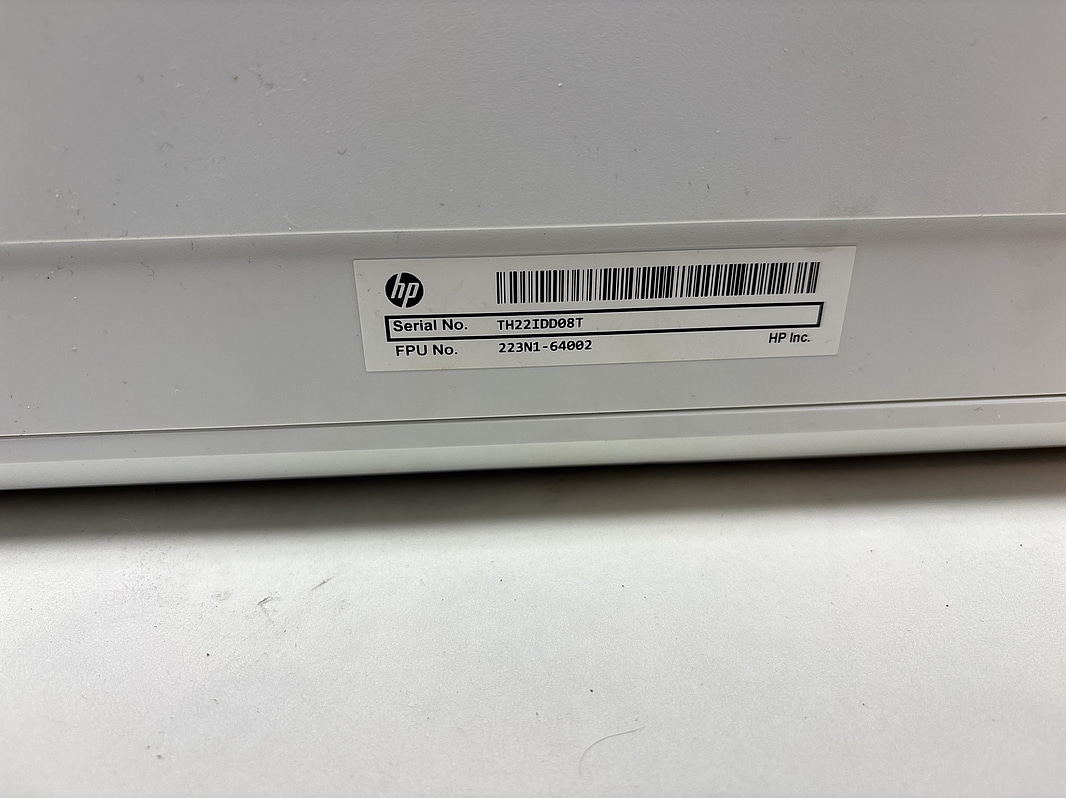 hp
Serial No. TH22IDD08T
FPU No. 223N1-64002
HP Inc.